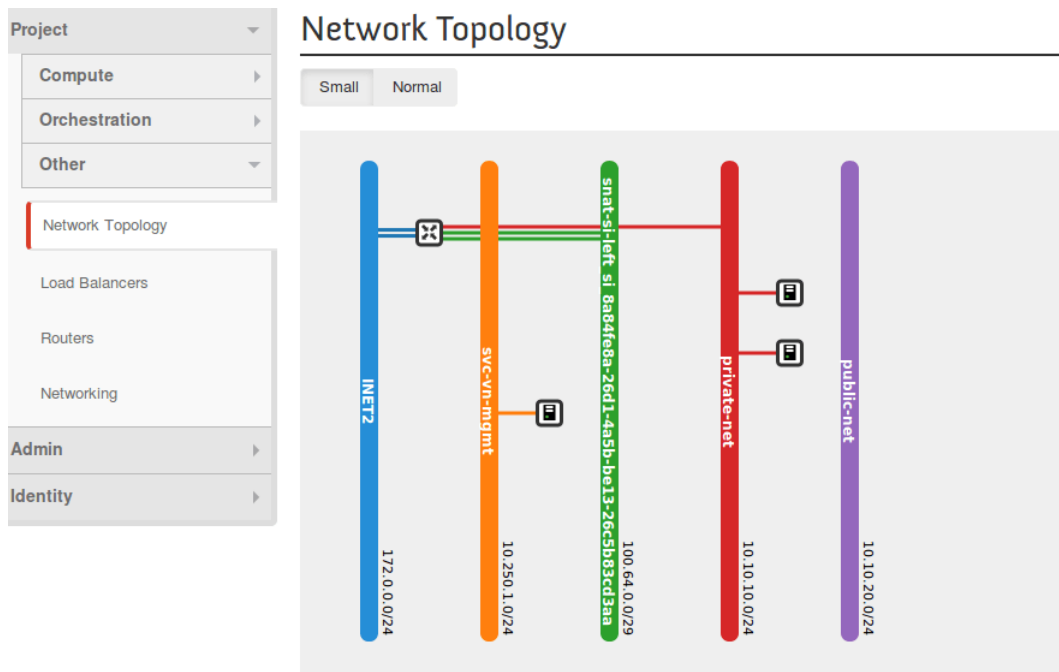 Project
Compute
Orchestration
Other
Network Topology
Load Balancers
Routers
Networking
Admin
Identity
Network Topology
Small Normal
INET2
172.0.0.0/24
svc-vn-mgmt
10.250.1.0/24
snat-si-left_si_8a84fe8a-26d1-4a5b-be13-26c5b83cd3aa
100.64.0.0/29
private-net
10.10.10.0/24
public-net
10.10.20.0/24